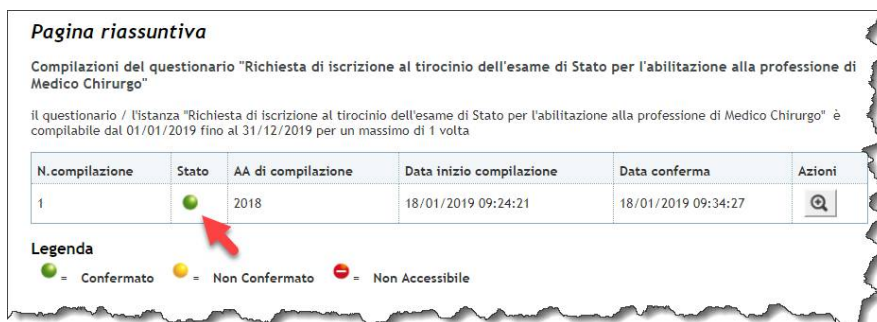 Pagina riassuntiva
Compilazioni del questionario "Richiesta di iscrizione al tirocinio dell'esame di Stato per l'abilitazione alla professione di
Medico Chirurgo"
il questionario / l'istanza "Richiesta di iscrizione al tirocinio dell'esame di Stato per l'abilitazione alla professione di Medico Chirurgo" è
compilabile dal 01/01/2019 fino al 31/12/2019 per un massimo di 1 volta
N.compilazione Stato AA di compilazione Data inizio compilazione Data conferma Azioni
1 2018 18/01/2019 09:24:21 18/01/2019 09:34:27
Legenda
= Confermato = Non Confermato = Non Accessibile